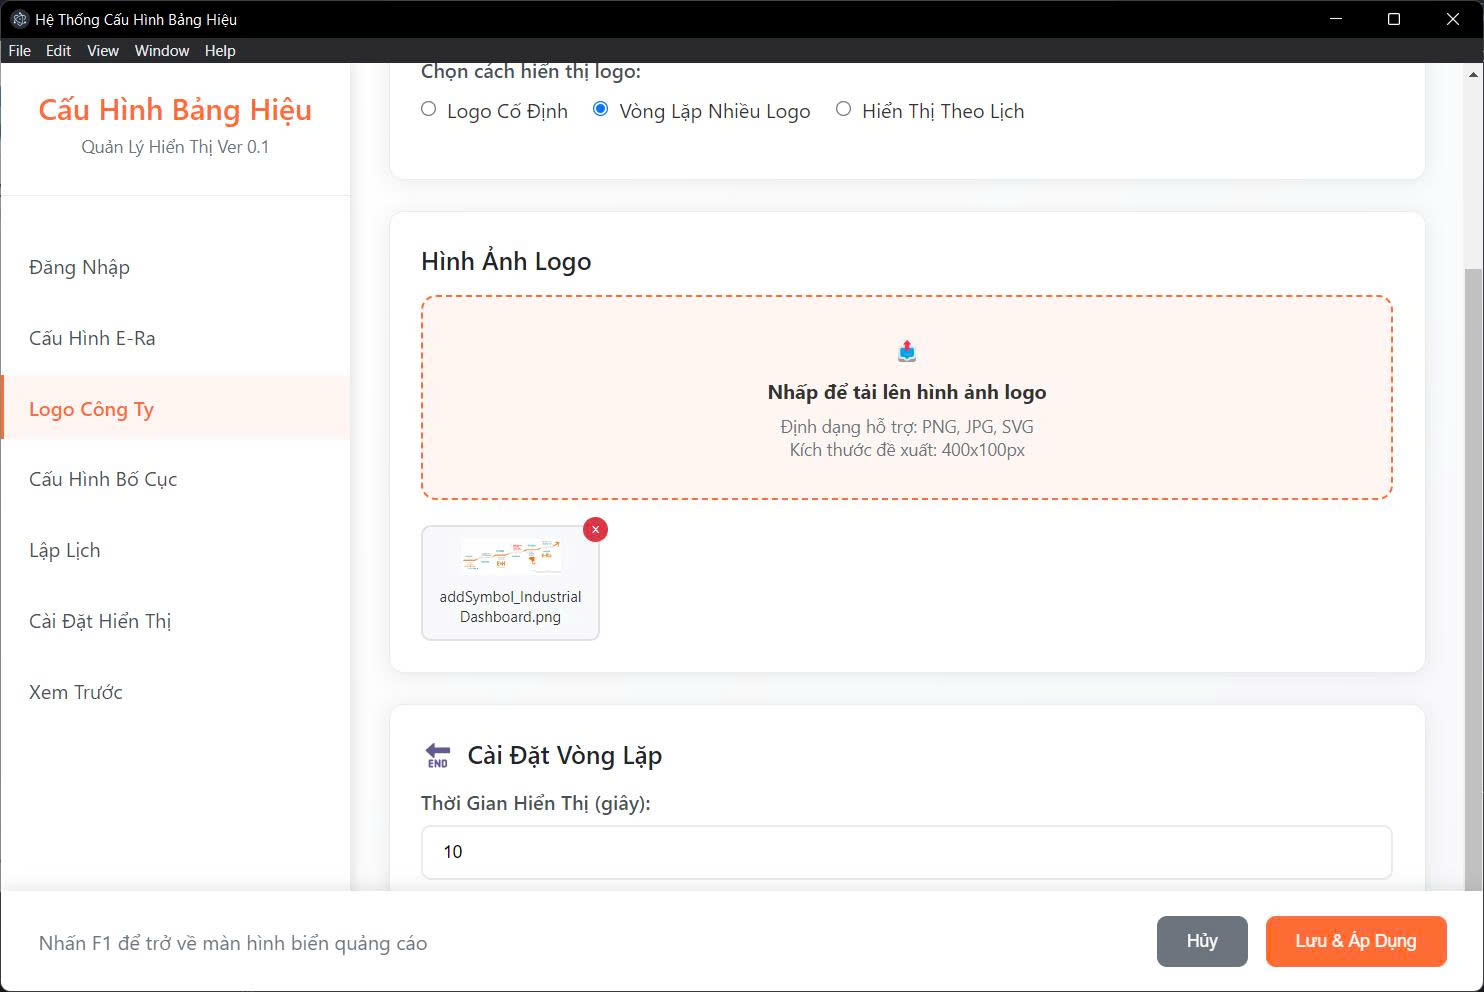 Hệ Thống Cấu Hình Bảng Hiệu
File Edit View Window Help
Cấu Hình Bảng Hiệu
Quản Lý Hiển Thị Ver 0.1
Đăng Nhập
Cấu Hình E-Ra
Logo Công Ty
Cấu Hình Bố Cục
Lập Lịch
Cài Đặt Hiển Thị
Xem Trước
Chọn cách hiển thị logo:
Logo Cố Định Vòng Lặp Nhiều Logo Hiển Thị Theo Lịch
Hình Ảnh Logo
Nhấp để tải lên hình ảnh logo
Định dạng hỗ trợ: PNG, JPG, SVG
Kích thước đề xuất: 400x100px
addSymbol_Industrial
Dashboard.png
END Cài Đặt Vòng Lặp
Thời Gian Hiển Thị (giây):
10
Nhấn F1 để trở về màn hình biển quảng cáo
Hủy
Lưu & Áp Dụng